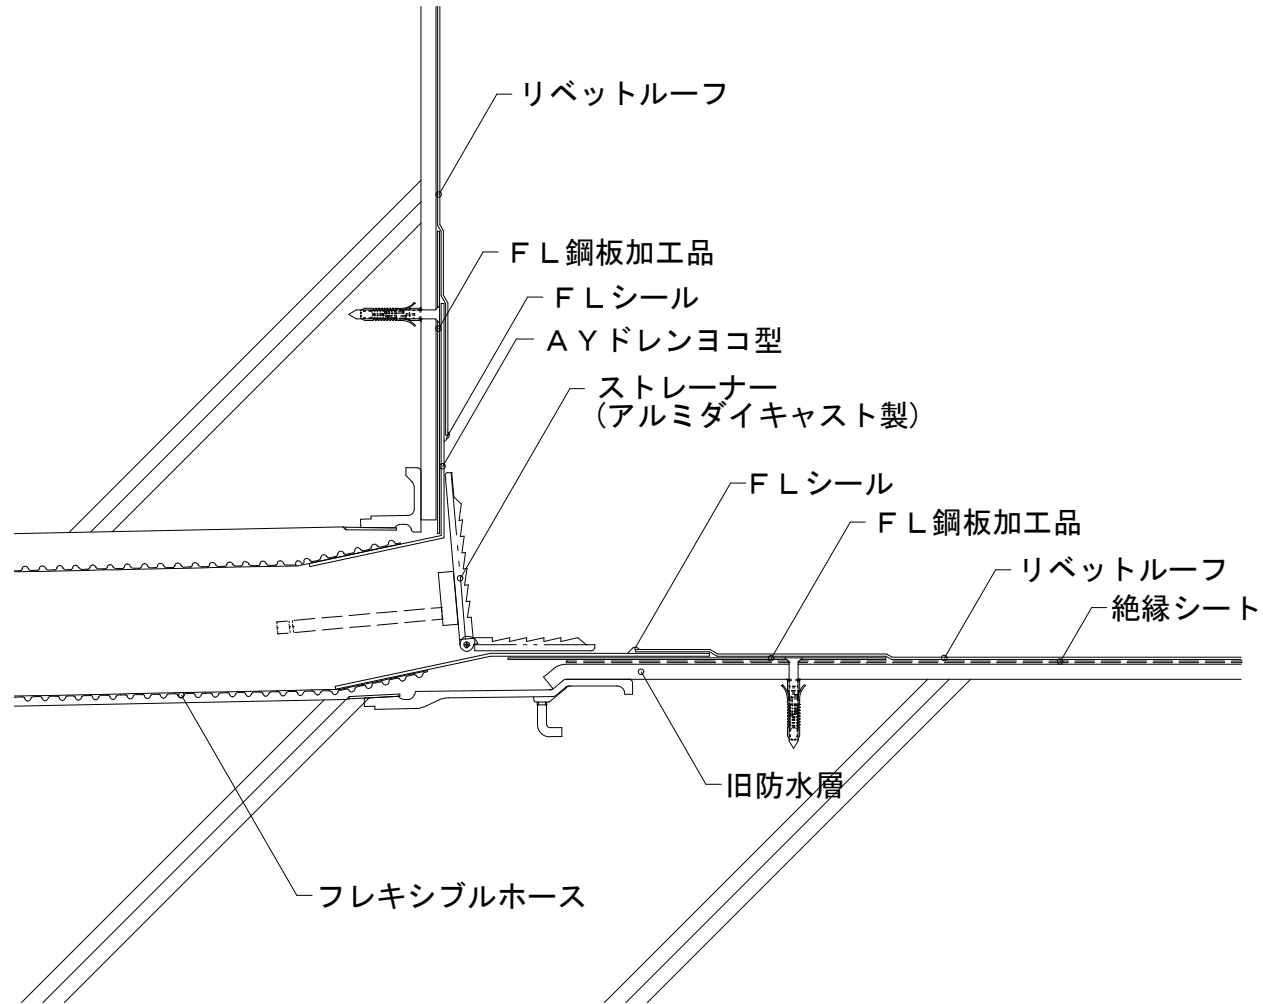 リベットルーフ
ＦＬ鋼板加工品
ＦＬシール
ＡＹドレンヨコ型
ストレーナー
(アルミダイキャスト製)
ＦＬシール
ＦＬ鋼板加工品
リベットルーフ
絶縁シート
旧防水層
フレキシブルホース